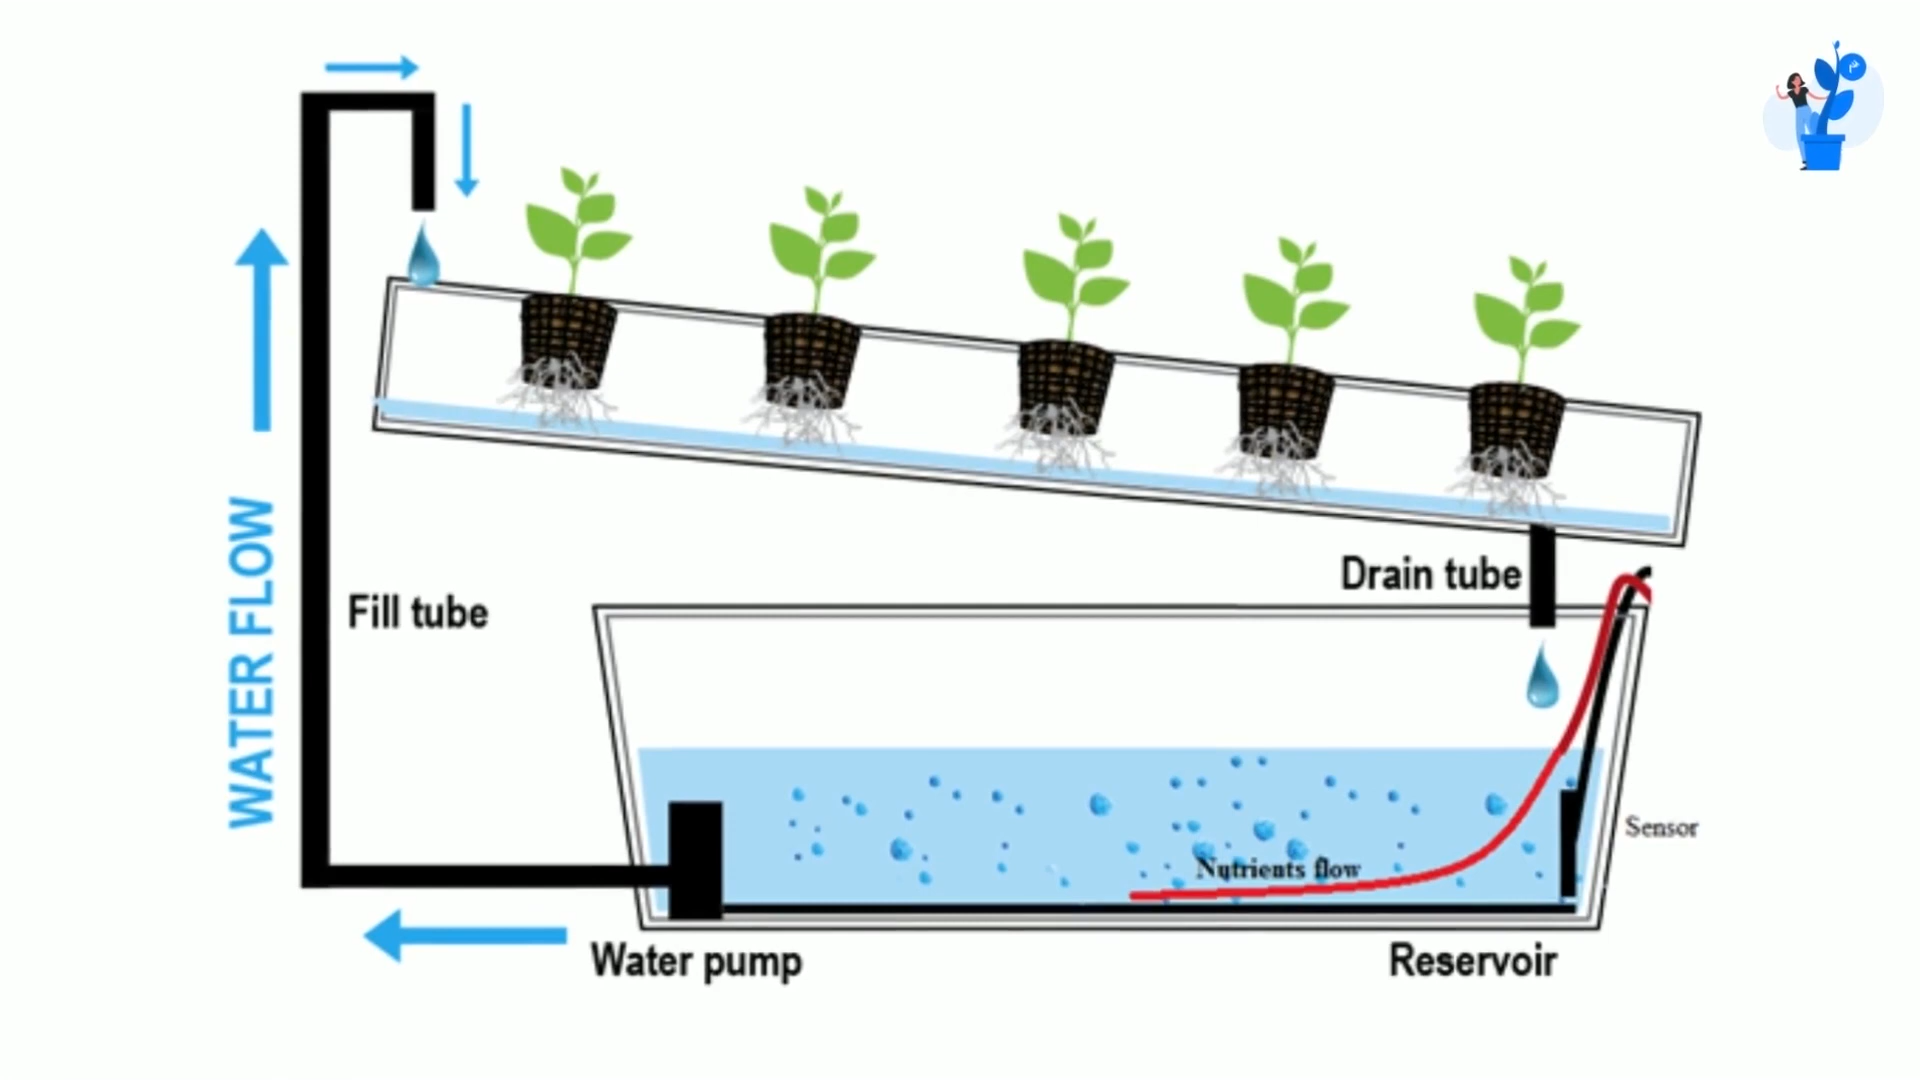 WATER FLOW
Fill tube
Drain tube
Sensor
Nutrients flow
Water pump
Reservoir